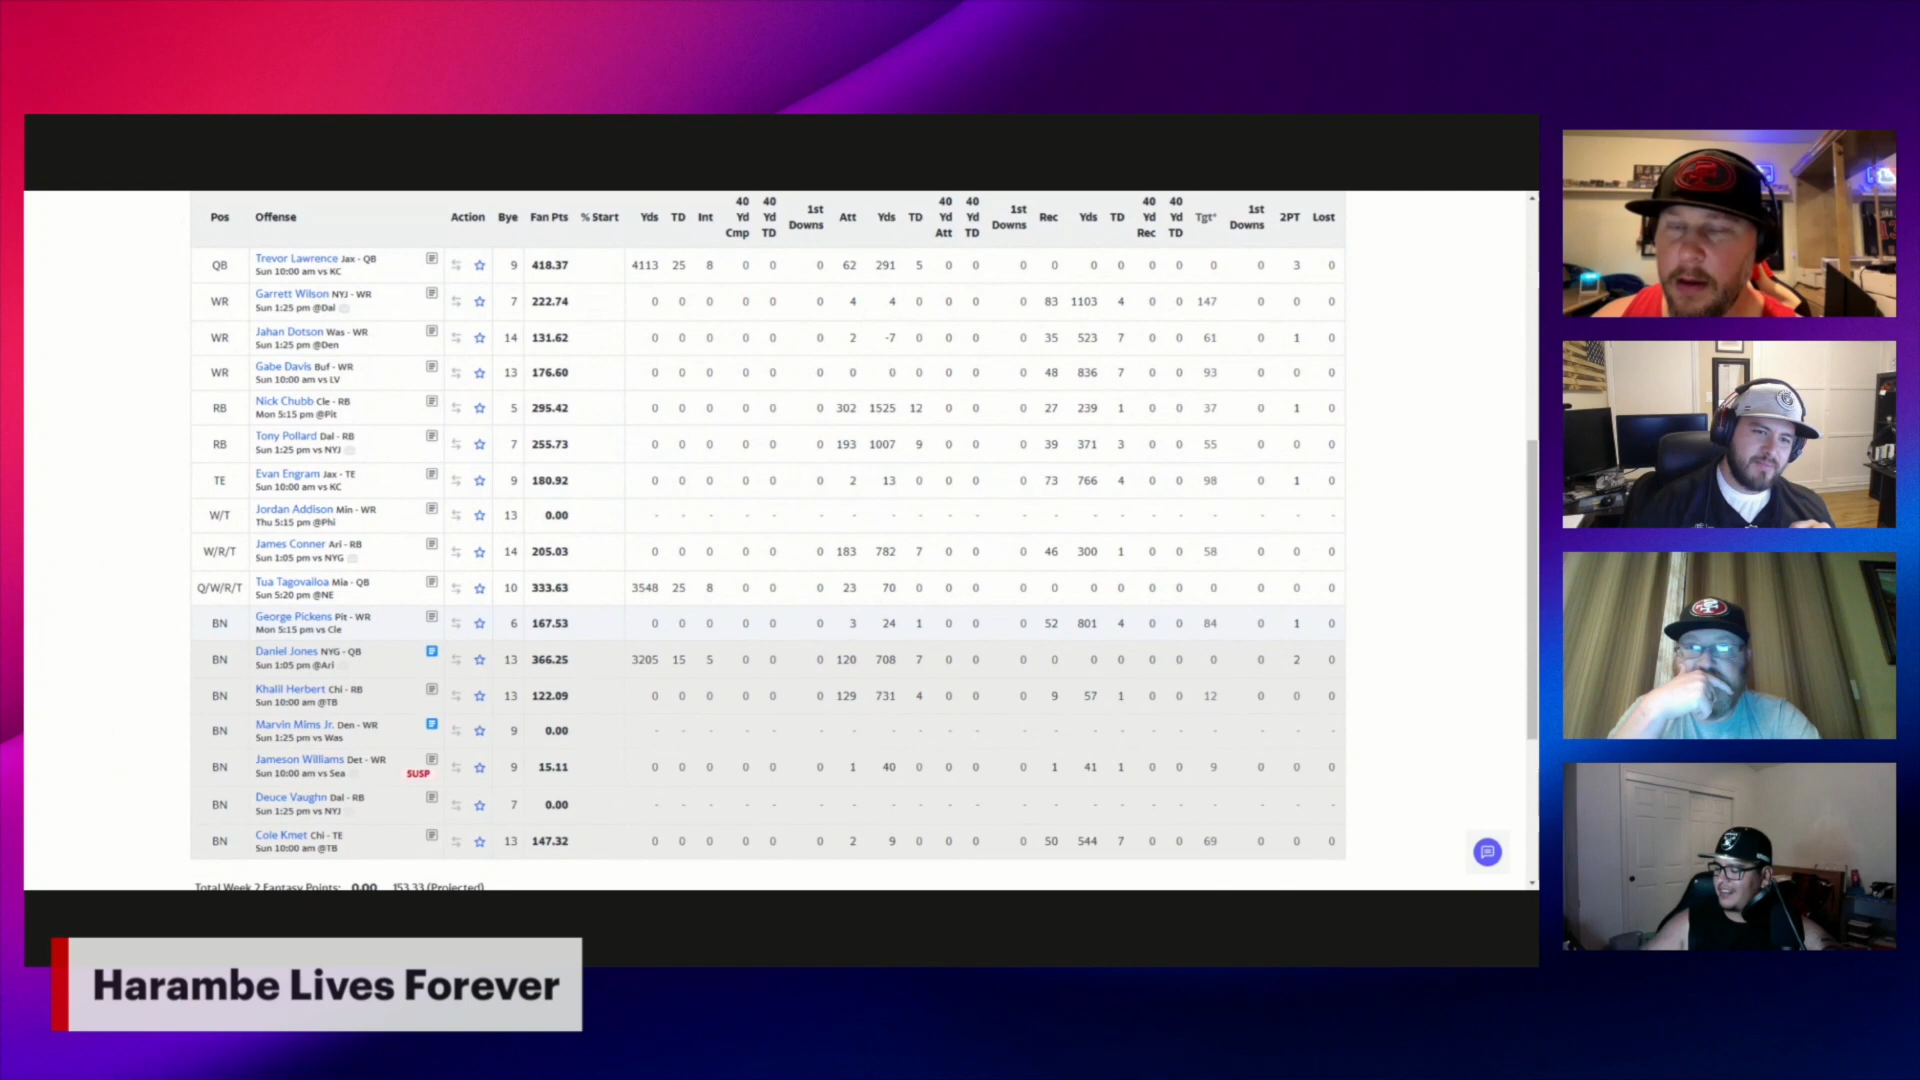 Pos Offense Action Bye Fan Pts % Start Yds TD Int 40 Yd Cmp 40 Yd TD 1st Downs Att Yds TD 40 Yd Att 40 Yd TD 1st Downs Rec Yds TD 40 Yd Rec 40 Yd TD Tgt* 1st Downs 2PT Lost
QB Trevor Lawrence Jax - QB 9 418.37 4113 25 8 0 0 0 62 291 5 0 0 0 0 0 0 0 0 0 0 3 0
Sun 10:00 am vs KC
WR Garrett Wilson NYJ - WR 7 222.74 0 0 0 0 0 0 4 4 0 0 0 0 83 1103 4 0 0 147 0 0 0
Sun 1:25 pm @Dal
WR Jahan Dotson Was - WR 14 131.62 0 0 0 0 0 0 2 -7 0 0 0 0 35 523 7 0 0 61 0 1 0
Sun 1:25 pm @Den
WR Gabe Davis Buf - WR 13 176.60 0 0 0 0 0 0 0 0 0 0 0 0 48 836 7 0 0 93 0 0 0
Sun 10:00 am vs LV
RB Nick Chubb Cle - RB 5 295.42 0 0 0 0 0 0 302 1525 12 0 0 0 27 239 1 0 0 37 0 1 0
Mon 5:15 pm @Pit
RB Tony Pollard Dal - RB 7 255.73 0 0 0 0 0 0 193 1007 9 0 0 0 39 371 3 0 0 55 0 0 0
Sun 1:25 pm vs NYJ
TE Evan Engram Jax - TE 9 180.92 0 0 0 0 0 0 2 13 0 0 0 0 73 766 4 0 0 98 0 1 0
Sun 10:00 am vs KC
W/T Jordan Addison Min - WR 13 0.00 - - - - - - - - - - - - - - - - - - - - -
Thu 5:15 pm @Phi
W/R/T James Conner Ari - RB 14 205.03 0 0 0 0 0 0 183 782 7 0 0 0 46 300 1 0 0 58 0 0 0
Sun 1:05 pm vs NYG
Q/W/R/T Tua Tagovailoa Mia - QB 10 333.63 3548 25 8 0 0 0 23 70 0 0 0 0 0 0 0 0 0 0 0 0 0
Sun 5:20 pm @NE
BN George Pickens Pit - WR 6 167.53 0 0 0 0 0 0 3 24 1 0 0 0 52 801 4 0 0 84 0 1 0
Mon 5:15 pm vs Cle
BN Daniel Jones NYG - QB 13 366.25 3205 15 5 0 0 0 120 708 7 0 0 0 0 0 0 0 0 0 0 2 0
Sun 1:05 pm @Ari
BN Khalil Herbert Chi - RB 13 122.09 0 0 0 0 0 0 129 731 4 0 0 0 9 57 1 0 0 12 0 0 0
Sun 10:00 am @TB
BN Marvin Mims Jr. Den - WR 9 0.00 - - - - - - - - - - - - - - - - - - - - -
Sun 1:25 pm vs Was
BN Jameson Williams Det - WR 9 15.11 0 0 0 0 0 0 1 40 0 0 0 0 1 41 1 0 0 9 0 0 0
Sun 10:00 am vs Sea SUSP
BN Deuce Vaughn Dal - RB 7 0.00 - - - - - - - - - - - - - - - - - - - - -
Sun 1:25 pm vs NYJ
BN Cole Kmet Chi - TE 13 147.32 0 0 0 0 0 0 2 9 0 0 0 0 50 544 7 0 0 69 0 0 0
Sun 10:00 am @TB
Total Week 2 Fantasy Points: 0.00 153.33 (Projected)
Harambe Lives Forever